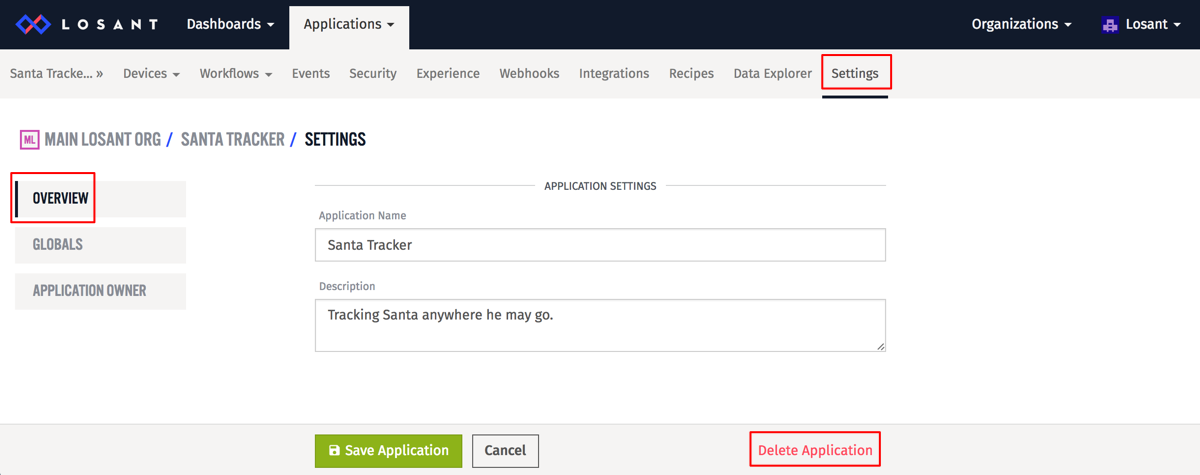 LOSANT Dashboards Applications Organizations Losant
Santa Tracke... » Devices Workflows Events Security Experience Webhooks Integrations Recipes Data Explorer Settings
ML MAIN LOSANT ORG / SANTA TRACKER / SETTINGS
OVERVIEW
GLOBALS
APPLICATION OWNER
APPLICATION SETTINGS
Application Name
Santa Tracker
Description
Tracking Santa anywhere he may go.
Save Application Cancel Delete Application